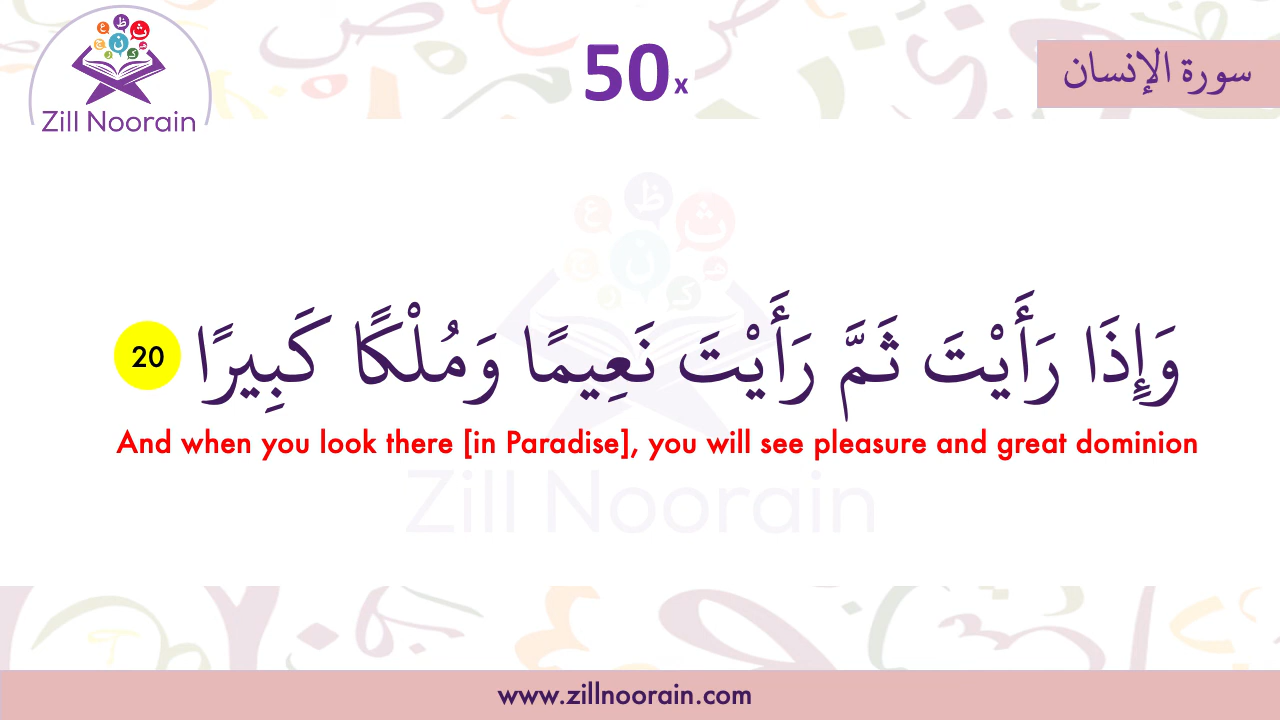 Zill Noorain
50x
سورة الإنسان
وَإِذَا رَأَيْتَ ثَمَّ رَأَيْتَ نَعِيمًا وَمُلْكًا كَبِيرًا 20
And when you look there [in Paradise], you will see pleasure and great dominion
Zill Noorain
www.zillnoorain.com